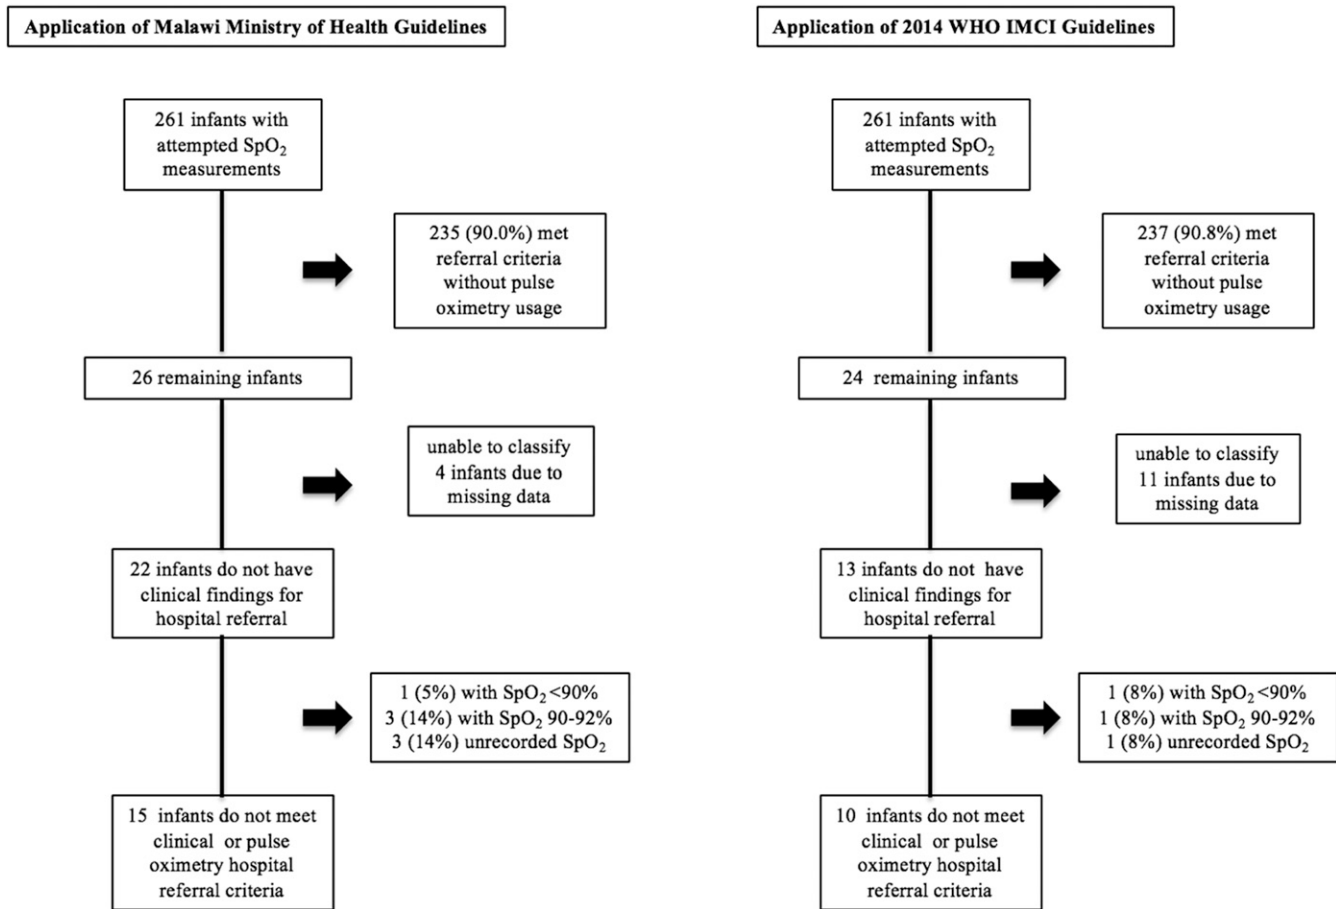 Application of Malawi Ministry of Health Guidelines
261 infants with
attempted SpO₂
measurements
235 (90.0%) met
referral criteria
without pulse
oximetry usage
26 remaining infants
unable to classify
4 infants due to
missing data
22 infants do not have
clinical findings for
hospital referral
1 (5%) with SpO₂ <90%
3 (14%) with SpO₂ 90-92%
3 (14%) unrecorded SpO₂
15 infants do not meet
clinical or pulse
oximetry hospital
referral criteria
Application of 2014 WHO IMCI Guidelines
261 infants with
attempted SpO₂
measurements
237 (90.8%) met
referral criteria
without pulse
oximetry usage
24 remaining infants
unable to classify
11 infants due to
missing data
13 infants do not have
clinical findings for
hospital referral
1 (8%) with SpO₂ <90%
1 (8%) with SpO₂ 90-92%
1 (8%) unrecorded SpO₂
10 infants do not meet
clinical or pulse
oximetry hospital
referral criteria